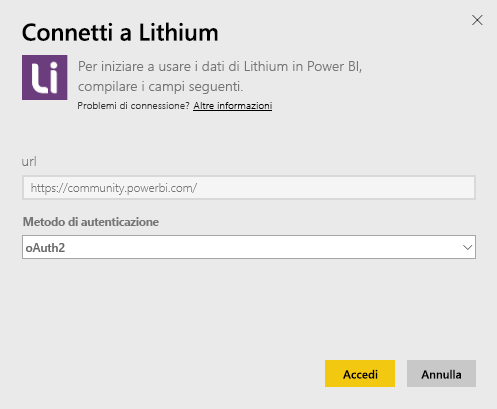 Connetti a Lithium
Li
Per iniziare a usare i dati di Lithium in Power BI,
compilare i campi seguenti.
Problemi di connessione? Altre informazioni
url
https://community.powerbi.com/
Metodo di autenticazione
oAuth2
Accedi Annulla